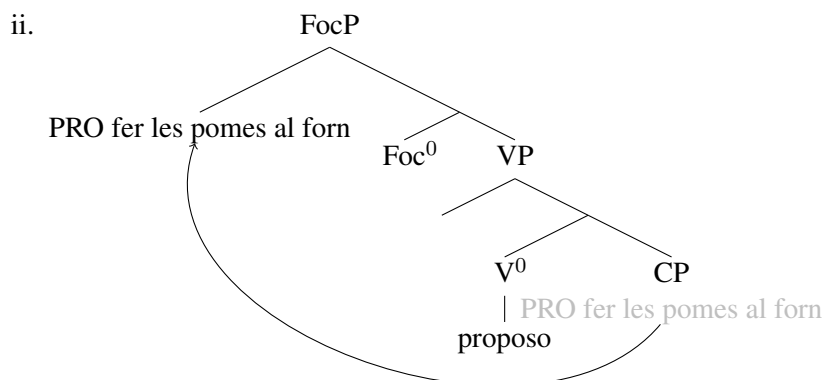 ii.
FocP
PRO fer les pomes al forn
Foc⁰
VP
V⁰
CP
PRO fer les pomes al forn
proposo